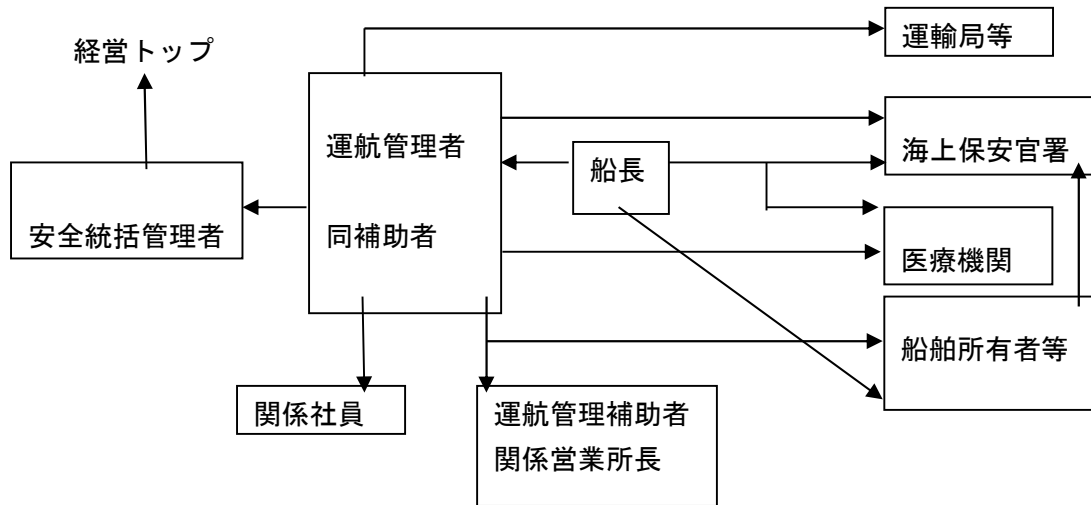 運輸局等
経営トップ
運航管理者
同補助者
船長
海上保安官署
安全統括管理者
医療機関
船舶所有者等
関係社員
運航管理補助者
関係営業所長